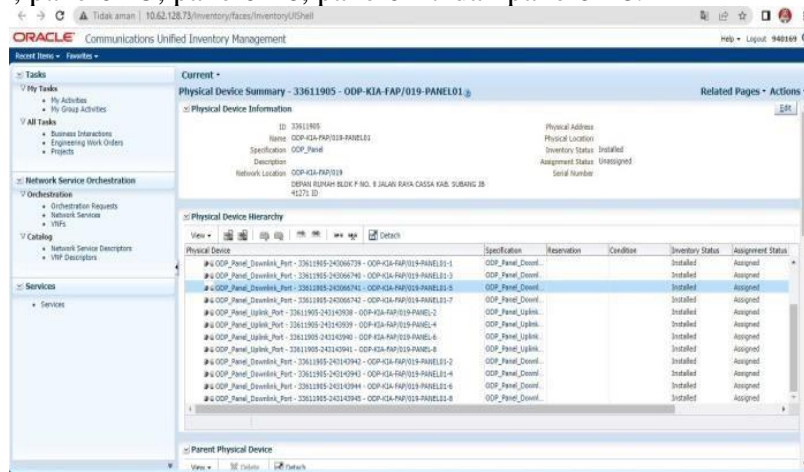 Tidak aman | 10.62.128.73/Inventory/faces/InventoryUIShell
ORACLE Communications Unified Inventory Management
Help Logout 940169
Recent Items Favorites
Tasks
My Tasks
My Activities
My Group Activities
All Tasks
Business Interactions
Engineering Work Orders
Projects
Network Service Orchestration
Orchestration
Orchestration Requests
Network Services
VNFs
Catalog
Network Service Descriptors
VNF Descriptors
Services
Services
Current
Physical Device Summary - 33611905 - ODP-KIA-FAP/019-PANEL01
Related Pages Actions
Physical Device Information
Edit
ID 33611905
Name ODP-KIA-FAP/019-PANEL01
Specification ODP_Panel
Description
Network Location ODP-KIA-FAP/019
DEPAN RUMAH BLOK F NO. 8 JALAN RAYA CASSA KAB. SUBANG JB
41271 ID
Physical Address
Physical Location
Inventory Status Installed
Assignment Status Unassigned
Serial Number
Physical Device Hierarchy
View Detach
Physical Device Specification Reservation Condition Inventory Status Assignment Status
ODP_Panel_Downlink_Port - 33611905-243066739 - ODP-KIA-FAP/019-PANEL01-1 ODP_Panel_Downl... Installed Assigned
ODP_Panel_Downlink_Port - 33611905-243066740 - ODP-KIA-FAP/019-PANEL01-3 ODP_Panel_Downl... Installed Assigned
ODP_Panel_Downlink_Port - 33611905-243066741 - ODP-KIA-FAP/019-PANEL01-5 ODP_Panel_Downl... Installed Assigned
ODP_Panel_Downlink_Port - 33611905-243066742 - ODP-KIA-FAP/019-PANEL01-7 ODP_Panel_Downl... Installed Assigned
ODP_Panel_Uplink_Port - 33611905-243143938 - ODP-KIA-FAP/019-PANEL-2 ODP_Panel_Uplink... Installed Assigned
ODP_Panel_Uplink_Port - 33611905-243143939 - ODP-KIA-FAP/019-PANEL-4 ODP_Panel_Uplink... Installed Assigned
ODP_Panel_Uplink_Port - 33611905-243143940 - ODP-KIA-FAP/019-PANEL-6 ODP_Panel_Uplink... Installed Assigned
ODP_Panel_Uplink_Port - 33611905-243143941 - ODP-KIA-FAP/019-PANEL-8 ODP_Panel_Uplink... Installed Assigned
ODP_Panel_Downlink_Port - 33611905-243143942 - ODP-KIA-FAP/019-PANEL01-2 ODP_Panel_Downl... Installed Assigned
ODP_Panel_Downlink_Port - 33611905-243143943 - ODP-KIA-FAP/019-PANEL01-4 ODP_Panel_Downl... Installed Assigned
ODP_Panel_Downlink_Port - 33611905-243143944 - ODP-KIA-FAP/019-PANEL01-6 ODP_Panel_Downl... Installed Assigned
ODP_Panel_Downlink_Port - 33611905-243143945 - ODP-KIA-FAP/019-PANEL01-8 ODP_Panel_Downl... Installed Assigned
Parent Physical Device
View Delete Detach